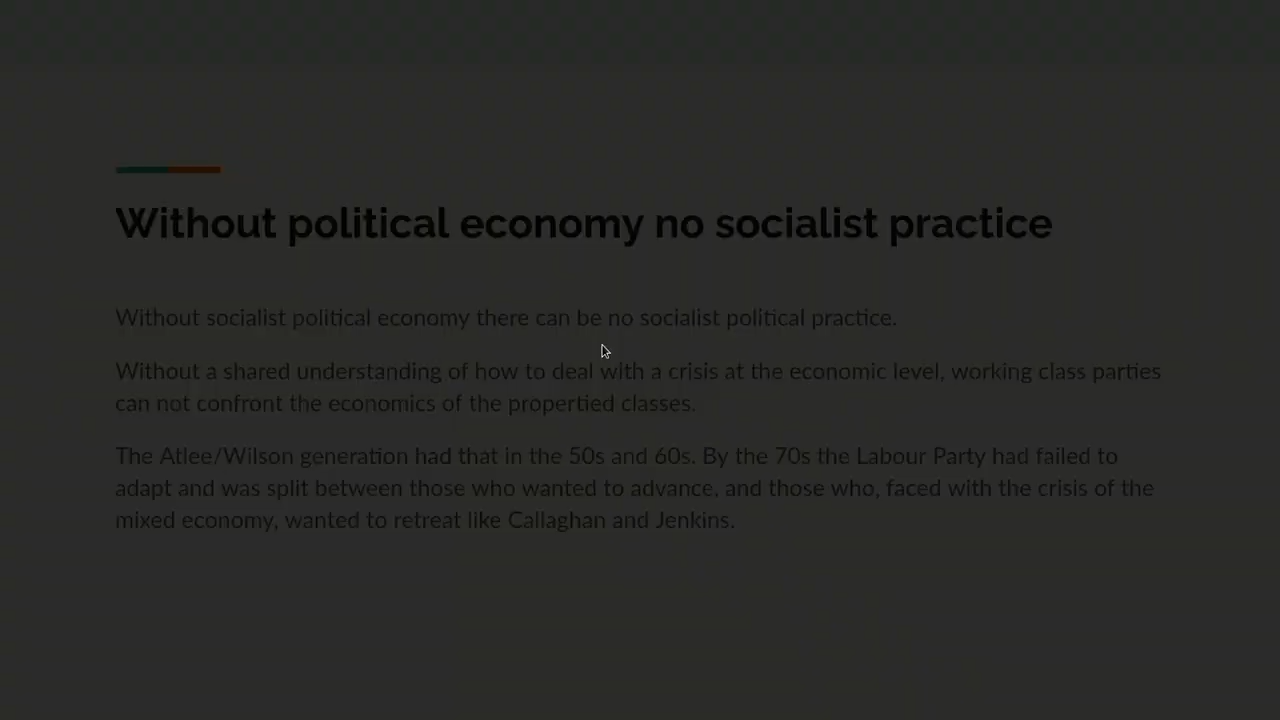 Without political economy no socialist practice
Without socialist political economy there can be no socialist political practice.
Without a shared understanding of how to deal with a crisis at the economic level, working class parties
can not confront the economics of the propertied classes.
The Atlee/Wilson generation had that in the 50s and 60s. By the 70s the Labour Party had failed to
adapt and was split between those who wanted to advance, and those who, faced with the crisis of the
mixed economy, wanted to retreat like Callaghan and Jenkins.